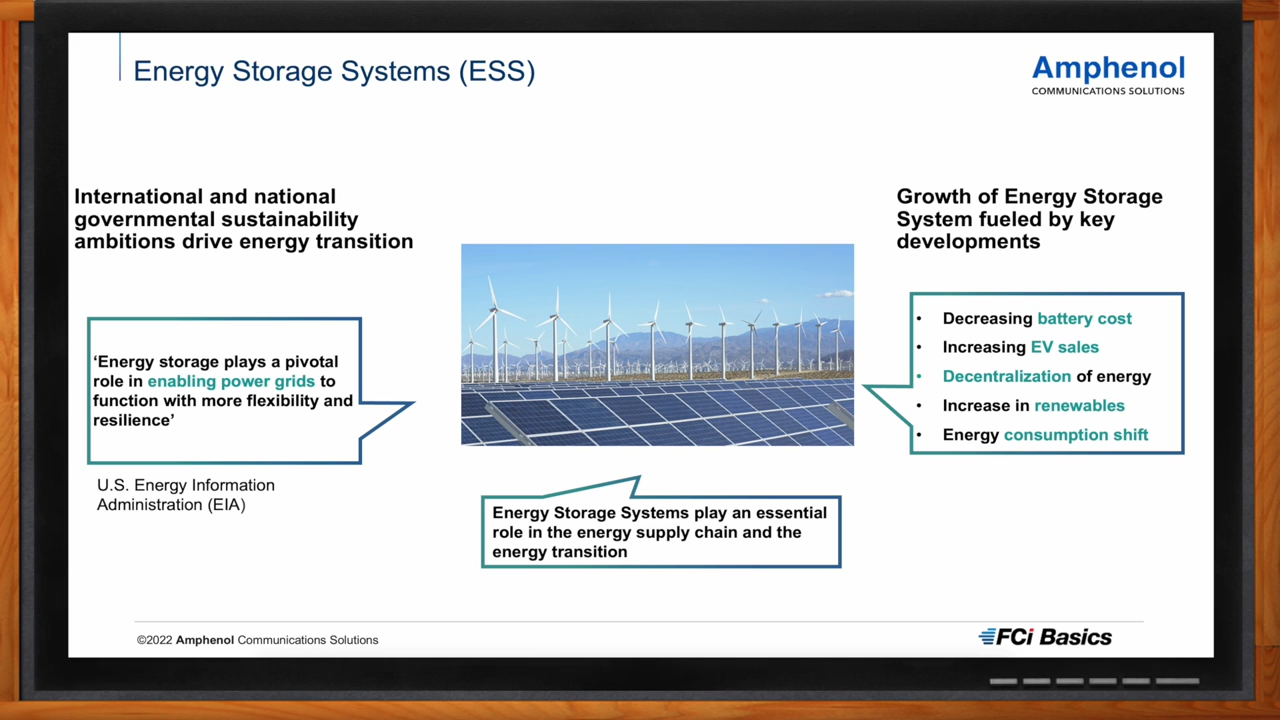 Energy Storage Systems (ESS)
Amphenol
COMMUNICATIONS SOLUTIONS
International and national
governmental sustainability
ambitions drive energy transition
‘Energy storage plays a pivotal
role in enabling power grids to
function with more flexibility and
resilience’
U.S. Energy Information
Administration (EIA)
Energy Storage Systems play an essential
role in the energy supply chain and the
energy transition
Growth of Energy Storage
System fueled by key
developments
• Decreasing battery cost
• Increasing EV sales
• Decentralization of energy
• Increase in renewables
• Energy consumption shift
©2022 Amphenol Communications Solutions
FCi Basics